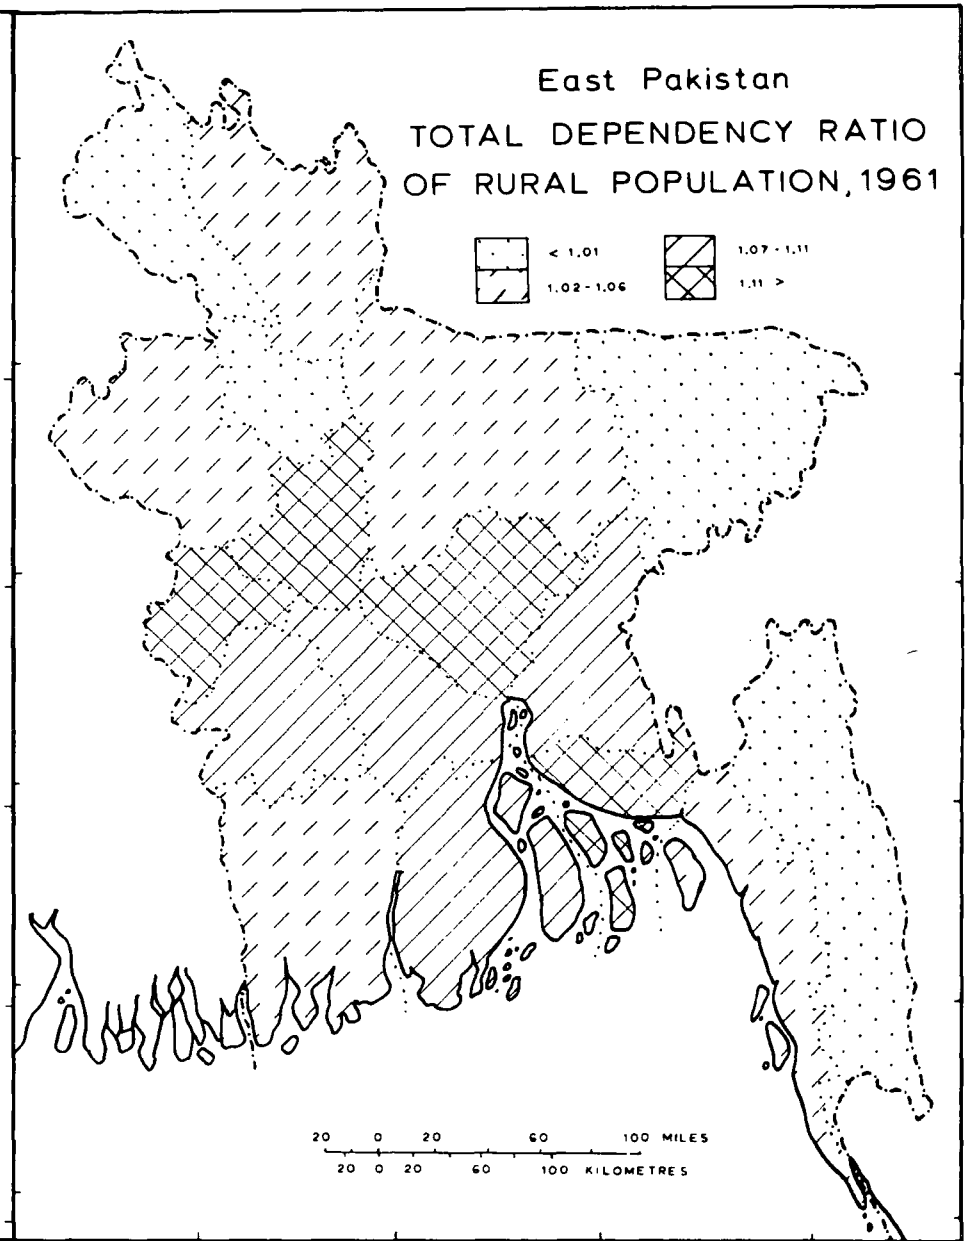 East Pakistan
TOTAL DEPENDENCY RATIO
OF RURAL POPULATION, 1961
< 1.01
1.02-1.06
1.07-1.11
1.11 >
20 0 20 60 100 MILES
20 0 20 60 100 KILOMETRES